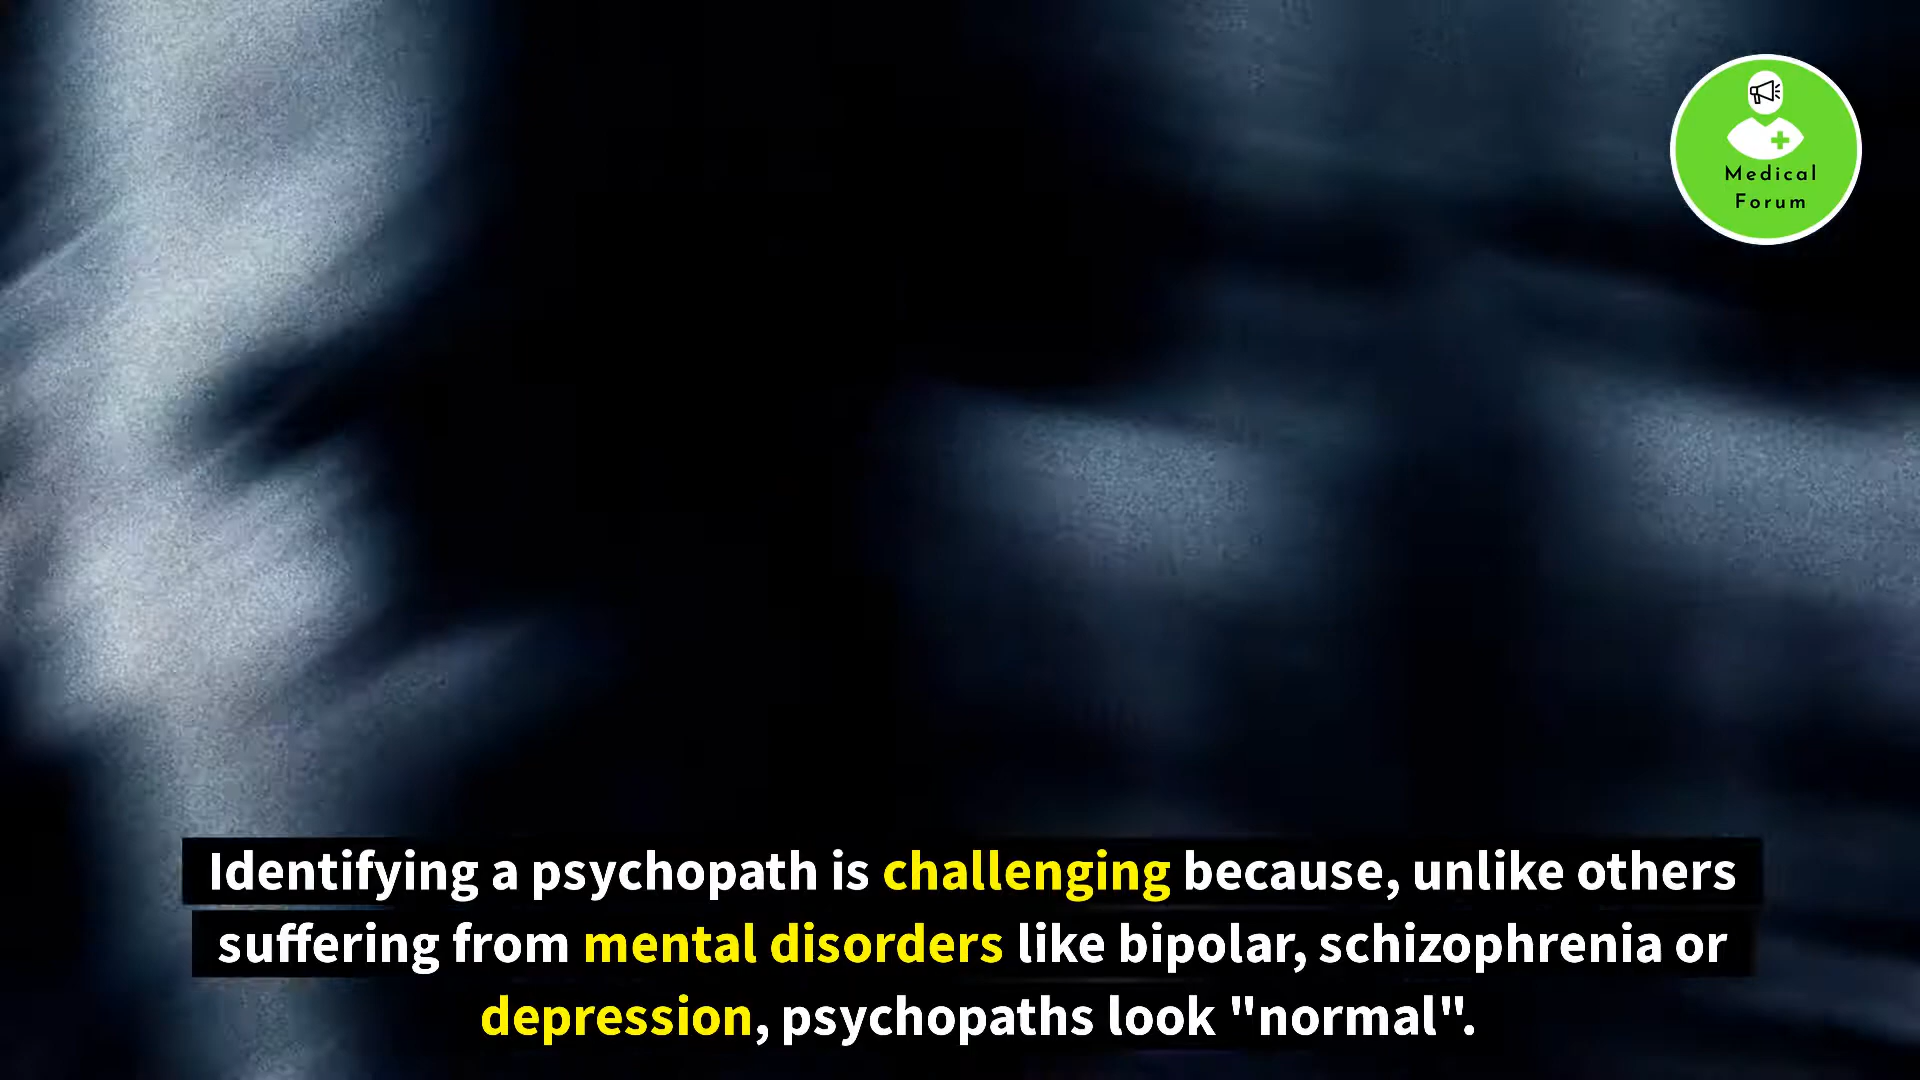 Medical
Forum
Identifying a psychopath is challenging because, unlike others
suffering from mental disorders like bipolar, schizophrenia or
depression, psychopaths look "normal".